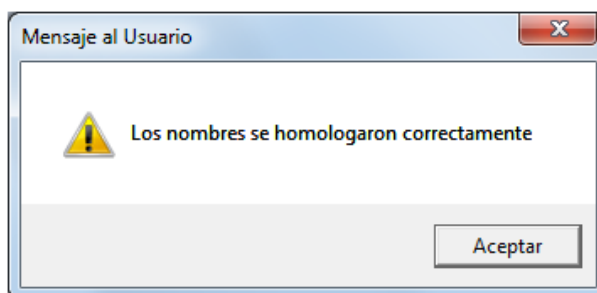 Mensaje al Usuario
Los nombres se homologaron correctamente
Aceptar